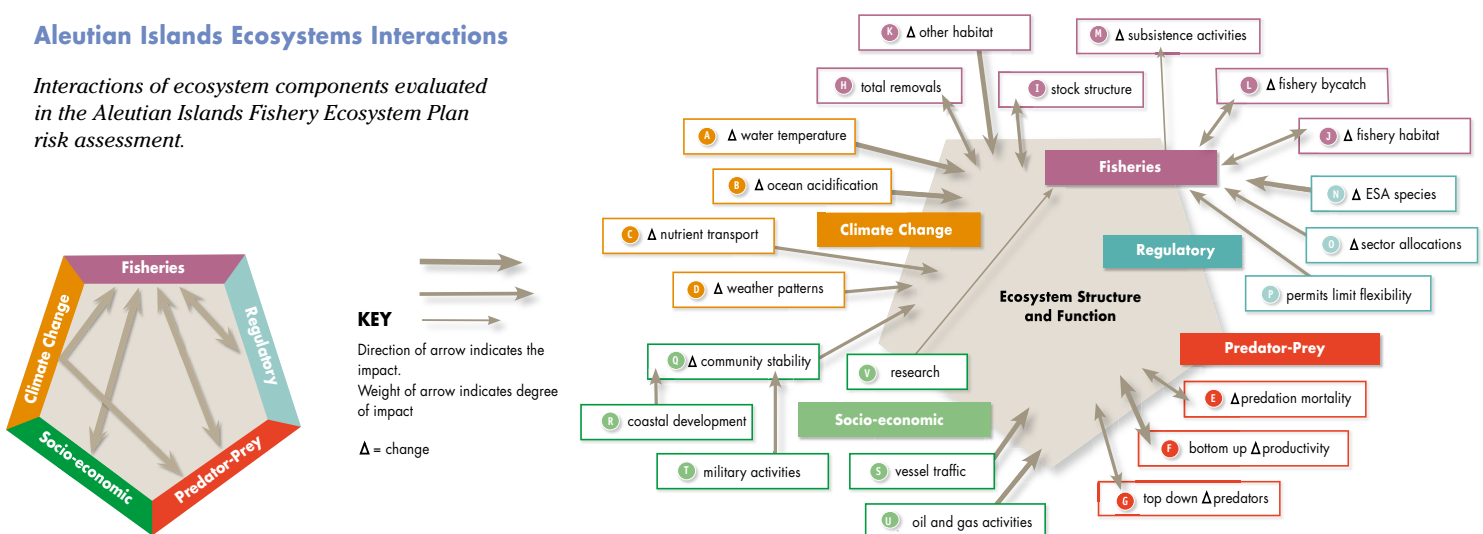 Aleutian Islands Ecosystems Interactions
Interactions of ecosystem components evaluated
in the Aleutian Islands Fishery Ecosystem Plan
risk assessment.
Fisheries
Climate Change
Regulatory
Socio-economic
Predator-Prey
KEY
Direction of arrow indicates the
impact.
Weight of arrow indicates degree
of impact
Δ = change
K Δ other habitat
M Δ subsistence activities
H total removals
I stock structure
L Δ fishery bycatch
A Δ water temperature
J Δ fishery habitat
Fisheries
B Δ ocean acidification
N Δ ESA species
Climate Change
C Δ nutrient transport
Regulatory
O Δ sector allocations
D Δ weather patterns
P permits limit flexibility
Ecosystem Structure
and Function
Predator-Prey
Q Δ community stability
V research
E Δ predation mortality
R coastal development
Socio-economic
F bottom up Δ productivity
T military activities
S vessel traffic
G top down Δ predators
U oil and gas activities